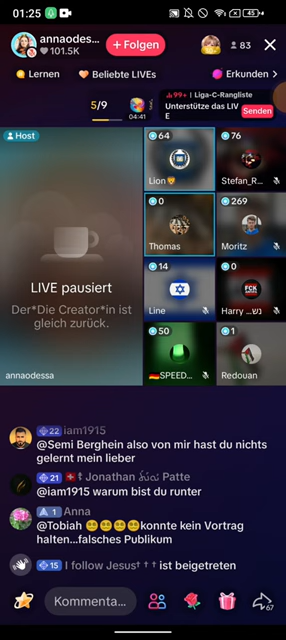 01:25
45
annaodes...
101.5K
+ Folgen
83
Lernen
Beliebte LIVEs
Erkunden
5/9
04:41
99+ Liga-C-Rangliste
Unterstütze das LIV
E
Senden
Host
LIVE pausiert
Der*Die Creator*in ist
gleich zurück.
annaodessa
64
Lion
76
Stefan_R...
0
Thomas
269
Moritz
14
Line
0
FCK
Harry ...נש
50
SPEED...
1
Redouan
22 iam1915
@Semi Berghein also von mir hast du nichts
gelernt mein lieber
21 Jonathan Patte
@iam1915 warum bist du runter
1 Anna
@Tobiah 😵‍💫😵‍💫😵‍💫😵‍💫konnte kein Vortrag
halten...falsches Publikum
15 I follow Jesus† † † ist beigetreten
Kommenta...
67